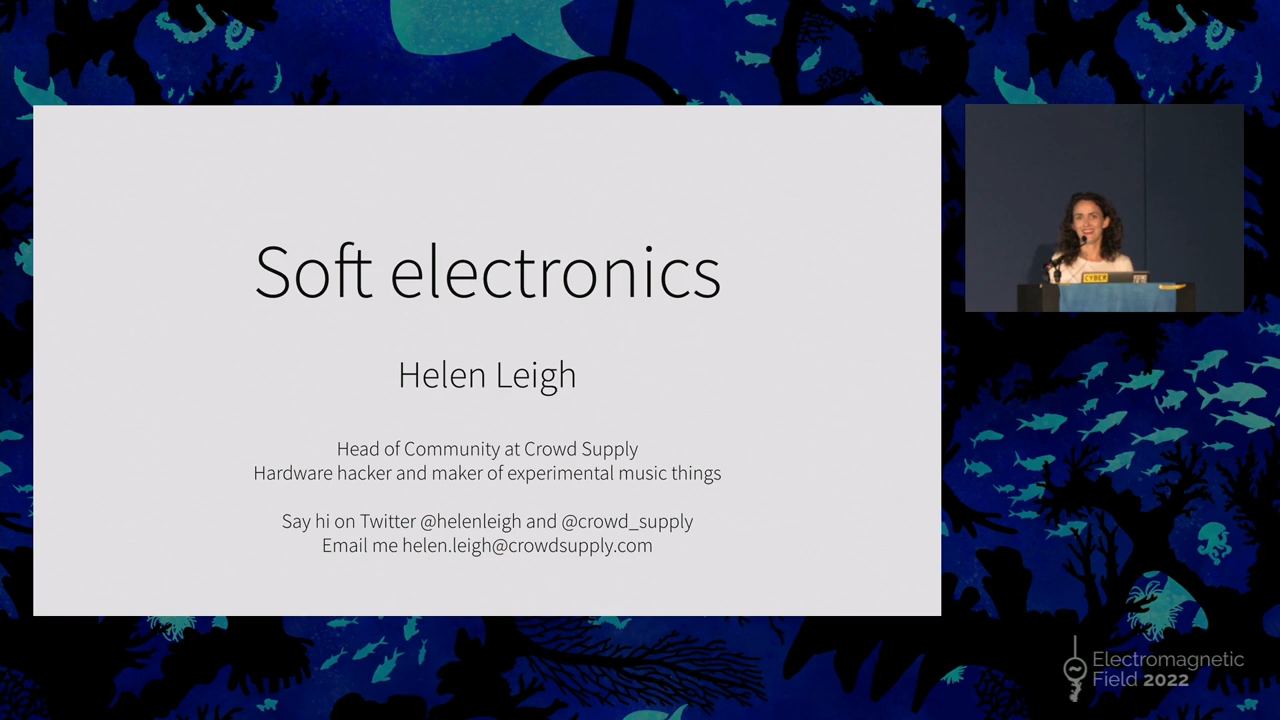 Soft electronics
Helen Leigh
Head of Community at Crowd Supply
Hardware hacker and maker of experimental music things
Say hi on Twitter @helenleigh and @crowd_supply
Email me helen.leigh@crowdsupply.com
CYBER
Electromagnetic
Field 2022